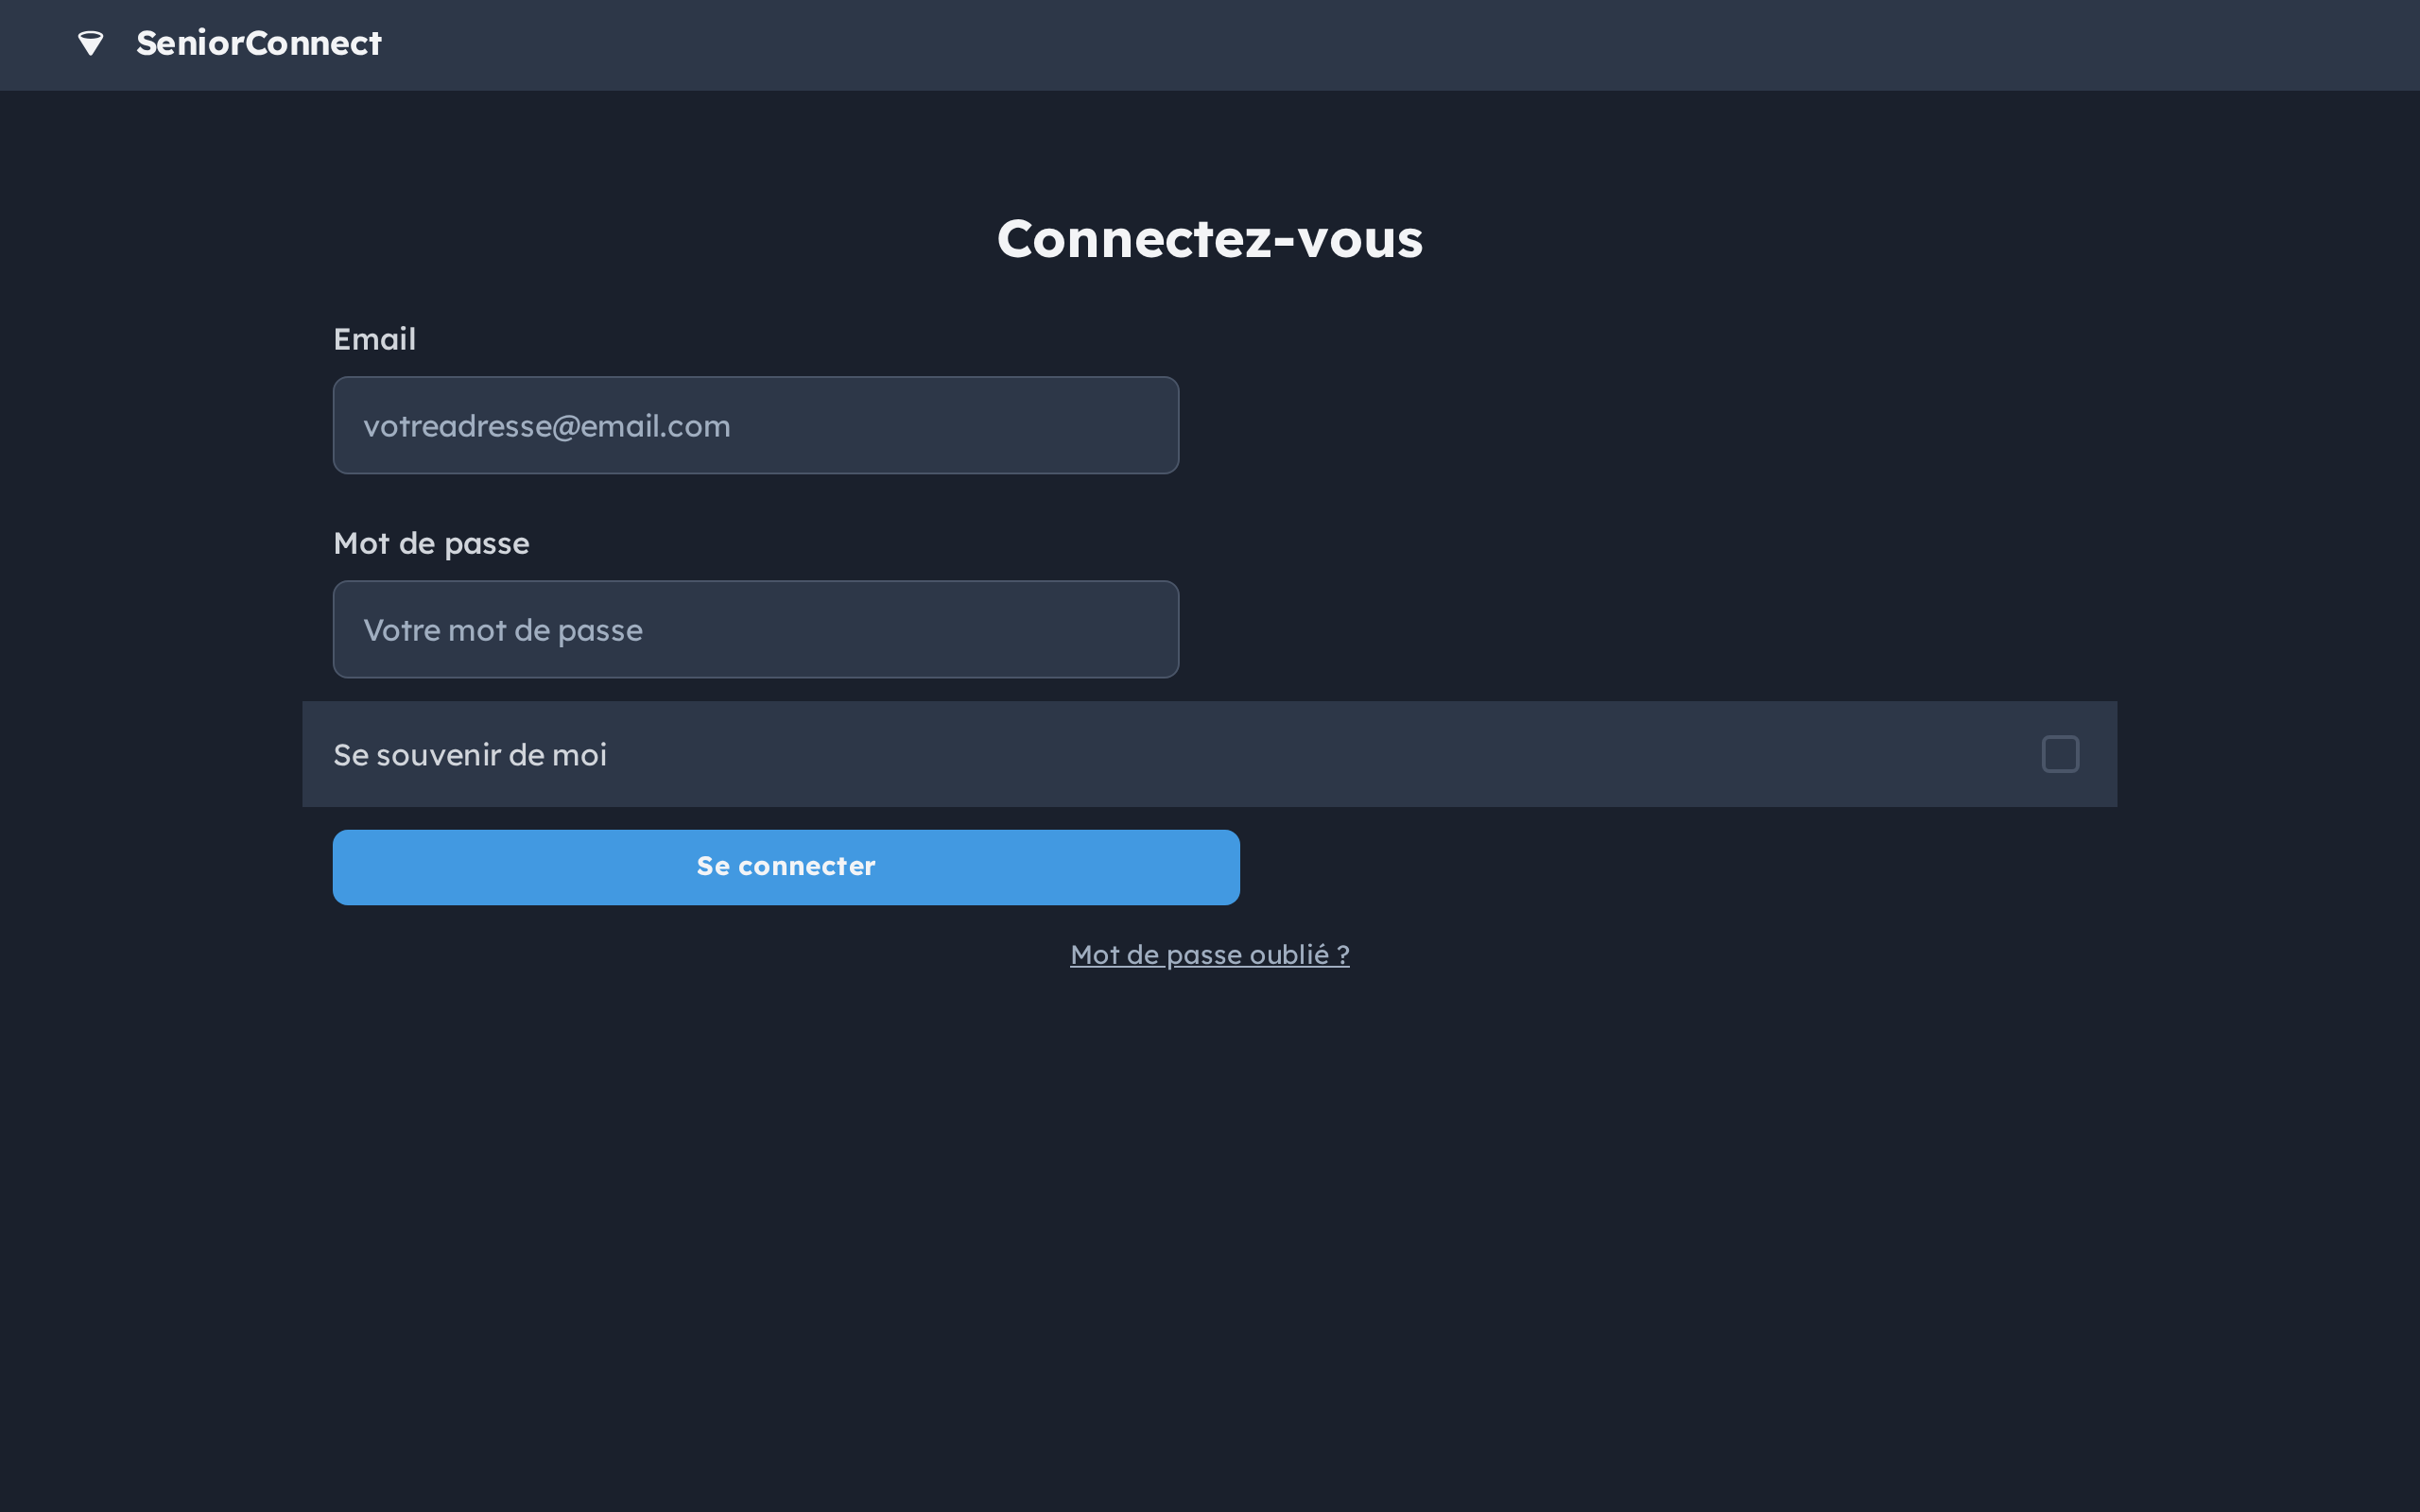 SeniorConnect
Connectez-vous
Email
votreadresse@email.com
Mot de passe
Votre mot de passe
Se souvenir de moi
Se connecter
Mot de passe oublié ?